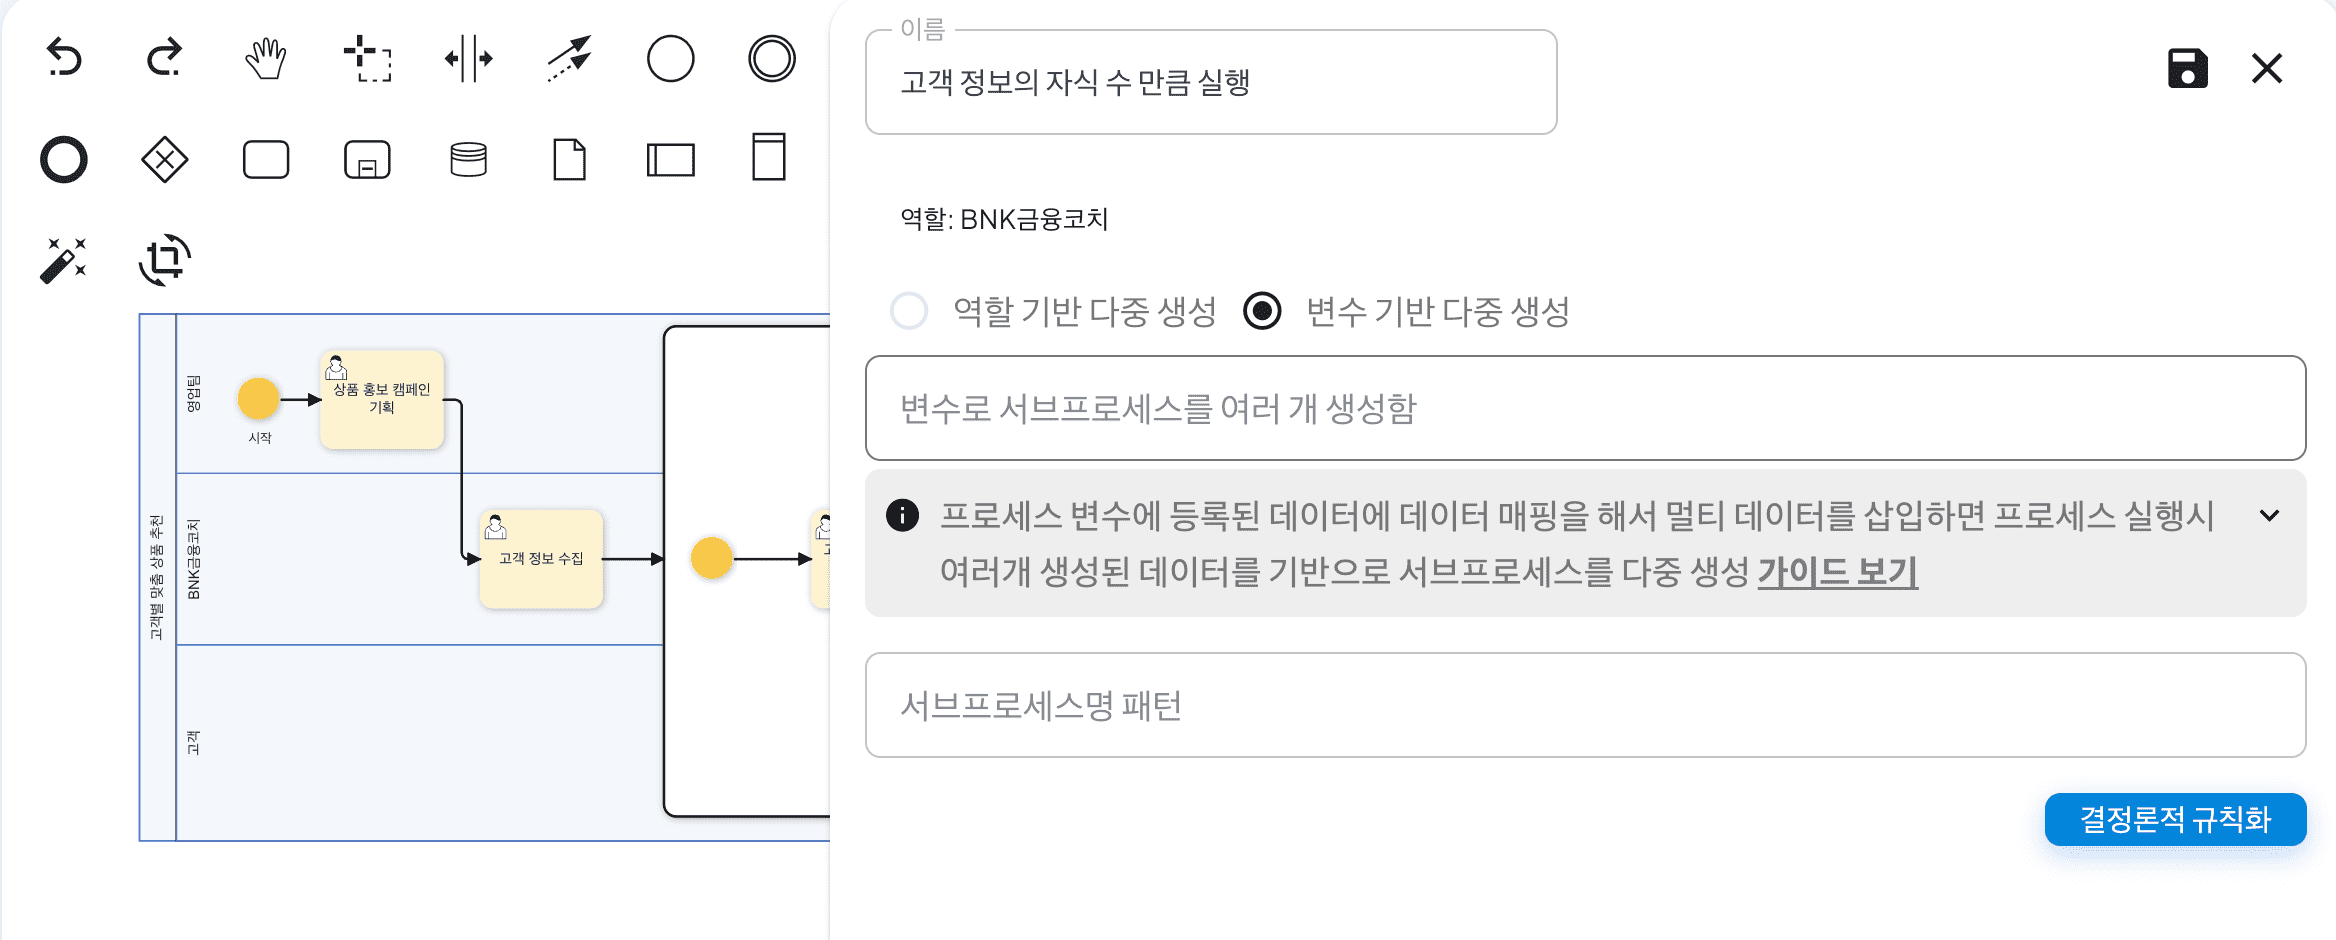 이름
고객 정보의 자식 수 만큼 실행
역할: BNK금융코치
역할 기반 다중 생성
변수 기반 다중 생성
변수로 서브프로세스를 여러 개 생성함
프로세스 변수에 등록된 데이터에 데이터 매핑을 해서 멀티 데이터를 삽입하면 프로세스 실행시
여러개 생성된 데이터를 기반으로 서브프로세스를 다중 생성 가이드 보기
서브프로세스명 패턴
결정론적 규칙화
고객별 맞춤 상품 추천
영업팀
시작
상품 홍보 캠페인
기획
BNK금융코치
고객 정보 수집
고객